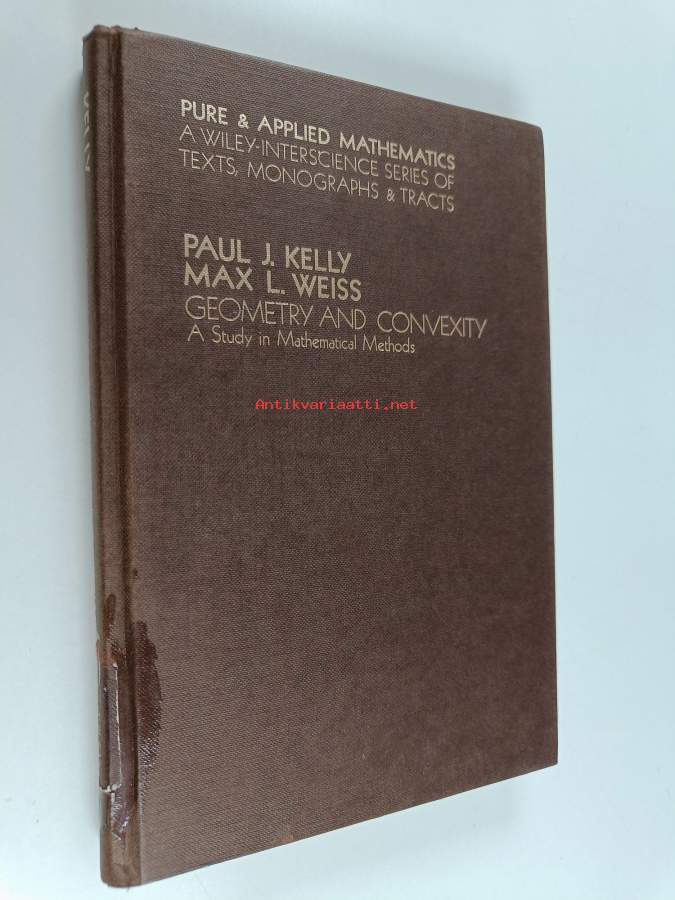 KELLY
PURE & APPLIED MATHEMATICS
A WILEY-INTERSCIENCE SERIES OF
TEXTS, MONOGRAPHS & TRACTS
PAUL J. KELLY
MAX L. WEISS
GEOMETRY AND CONVEXITY
A Study in Mathematical Methods
Antikvariaatti.net